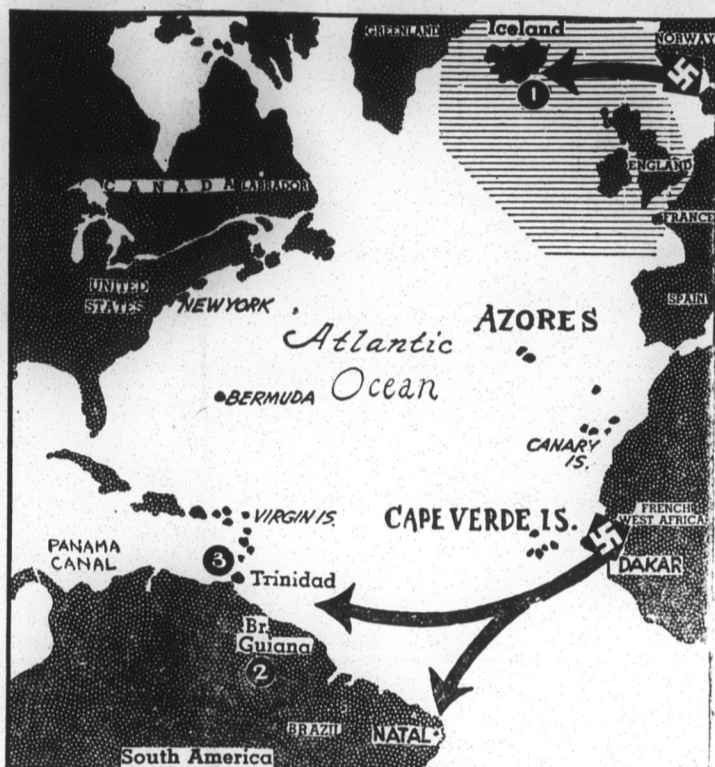 GREENLAND
Iceland
NORWAY
1
ENGLAND
CANADA
LABRADOR
FRANCE
UNITED
STATES
NEW YORK
AZORES
SPAIN
Atlantic
Ocean
BERMUDA
CANARY
IS.
VIRGIN IS.
CAPE VERDE IS.
FRENCH
WEST AFRICA
PANAMA
CANAL
3
Trinidad
DAKAR
Br.
Guiana
2
BRAZIL
NATAL
South America